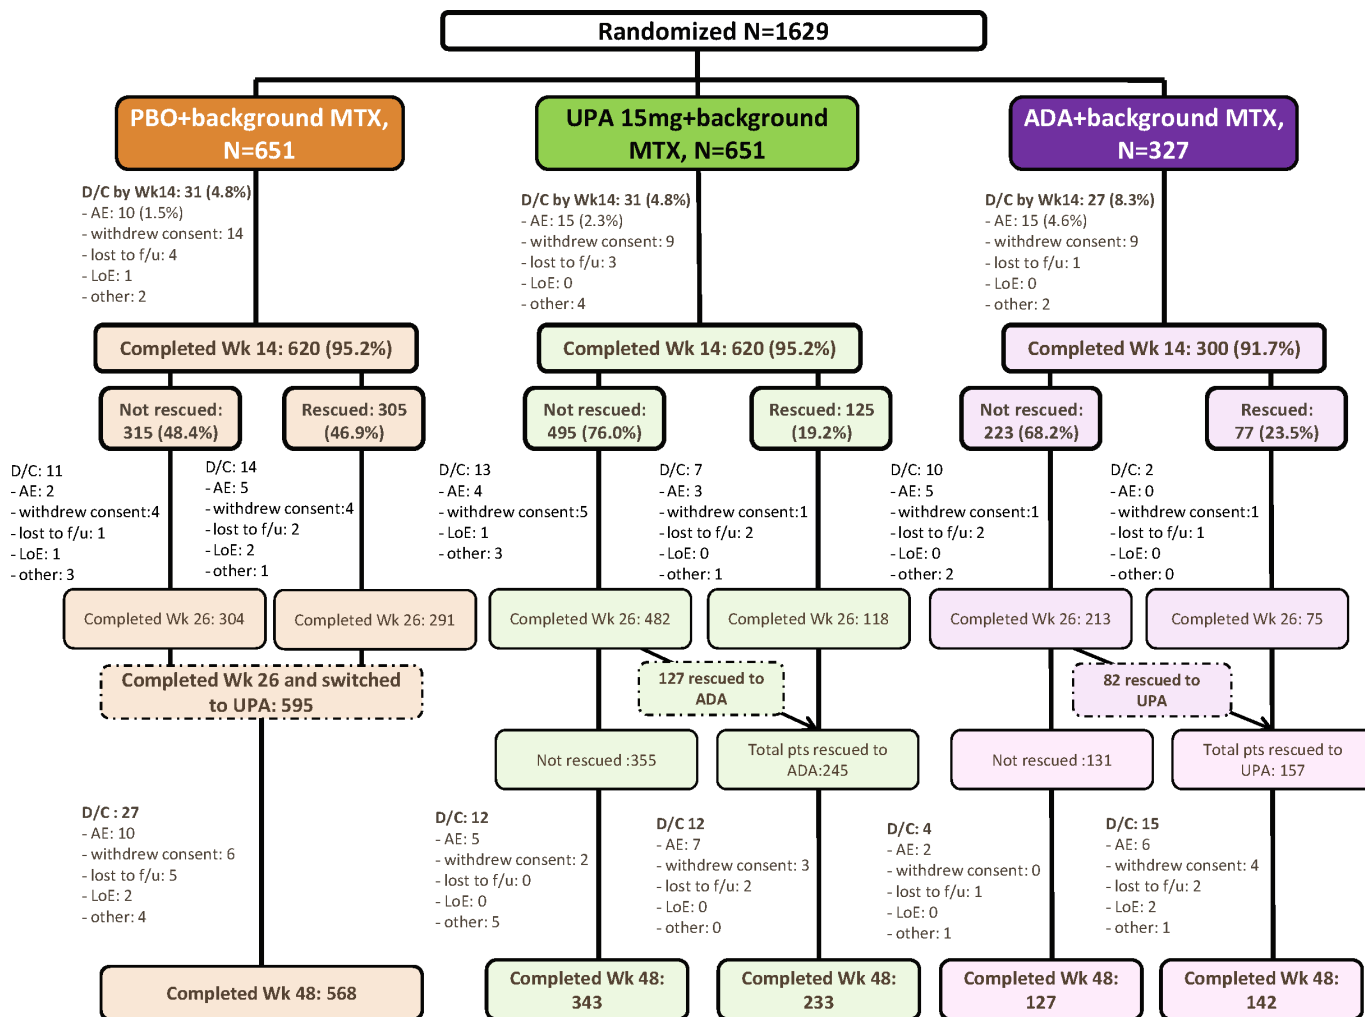 Randomized N=1629
PBO+background MTX,
N=651
UPA 15mg+background
MTX, N=651
ADA+background MTX,
N=327
D/C by Wk14: 31 (4.8%)
- AE: 10 (1.5%)
- withdrew consent: 14
- lost to f/u: 4
- LoE: 1
- other: 2
D/C by Wk14: 31 (4.8%)
- AE: 15 (2.3%)
- withdrew consent: 9
- lost to f/u: 3
- LoE: 0
- other: 4
D/C by Wk14: 27 (8.3%)
- AE: 15 (4.6%)
- withdrew consent: 9
- lost to f/u: 1
- LoE: 0
- other: 2
Completed Wk 14: 620 (95.2%)
Completed Wk 14: 620 (95.2%)
Completed Wk 14: 300 (91.7%)
Not rescued:
315 (48.4%)
Rescued: 305
(46.9%)
Not rescued:
495 (76.0%)
Rescued: 125
(19.2%)
Not rescued:
223 (68.2%)
Rescued:
77 (23.5%)
D/C: 11
- AE: 2
- withdrew consent:4
- lost to f/u: 1
- LoE: 1
- other: 3
D/C: 14
- AE: 5
- withdrew consent:4
- lost to f/u: 2
- LoE: 2
- other: 1
D/C: 13
- AE: 4
- withdrew consent:5
- lost to f/u: 0
- LoE: 1
- other: 3
D/C: 7
- AE: 3
- withdrew consent:1
- lost to f/u: 2
- LoE: 0
- other: 1
D/C: 10
- AE: 5
- withdrew consent:1
- lost to f/u: 2
- LoE: 0
- other: 2
D/C: 2
- AE: 0
- withdrew consent:1
- lost to f/u: 1
- LoE: 0
- other: 0
Completed Wk 26: 304
Completed Wk 26: 291
Completed Wk 26: 482
Completed Wk 26: 118
Completed Wk 26: 213
Completed Wk 26: 75
Completed Wk 26 and switched
to UPA: 595
127 rescued to
ADA
82 rescued to
UPA
Not rescued :355
Total pts rescued to
ADA:245
Not rescued :131
Total pts rescued to
UPA: 157
D/C : 27
- AE: 10
- withdrew consent: 6
- lost to f/u: 5
- LoE: 2
- other: 4
D/C: 12
- AE: 5
- withdrew consent: 2
- lost to f/u: 0
- LoE: 0
- other: 5
D/C 12
- AE: 7
- withdrew consent: 3
- lost to f/u: 2
- LoE: 0
- other: 0
D/C: 4
- AE: 2
- withdrew consent: 0
- lost to f/u: 1
- LoE: 0
- other: 1
D/C: 15
- AE: 6
- withdrew consent: 4
- lost to f/u: 2
- LoE: 2
- other: 1
Completed Wk 48: 568
Completed Wk 48:
343
Completed Wk 48:
233
Completed Wk 48:
127
Completed Wk 48:
142